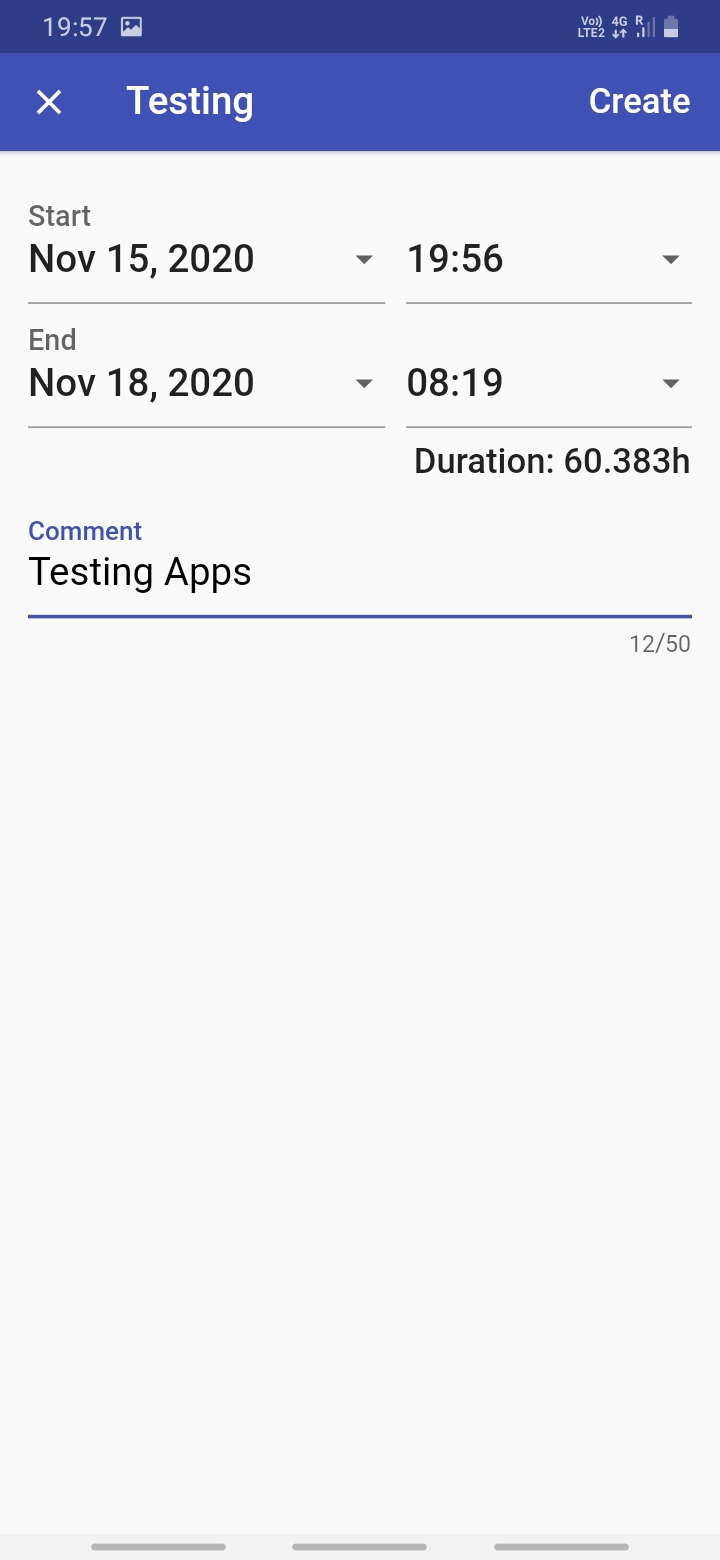 19:57 Vo)) LTE2 4G R
Testing Create
Start
Nov 15, 2020 19:56
End
Nov 18, 2020 08:19
Duration: 60.383h
Comment
Testing Apps
12/50